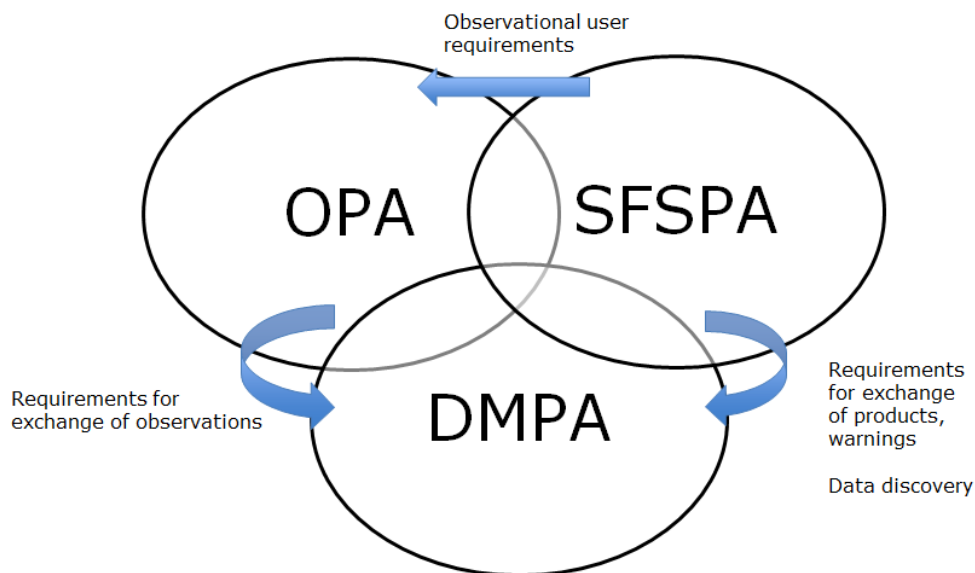 Observational user
requirements
OPA
SFSPA
Requirements for
exchange of observations
DMPA
Requirements
for exchange
of products,
warnings
Data discovery